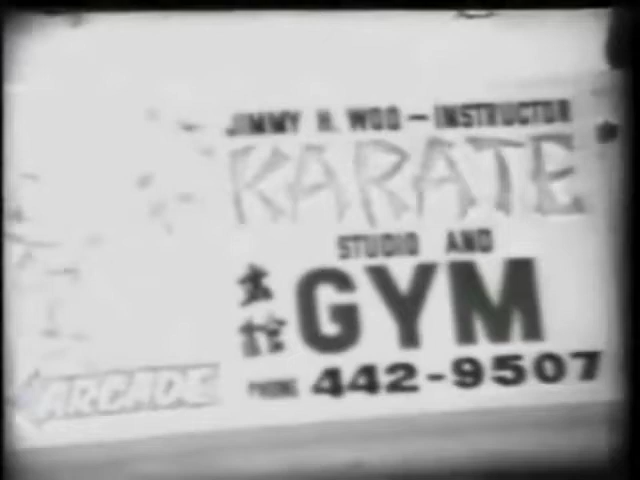 JIMMY H. WOO — INSTRUCTOR
KARATE
STUDIO AND
GYM
PHONE 442-9507
ARCADE